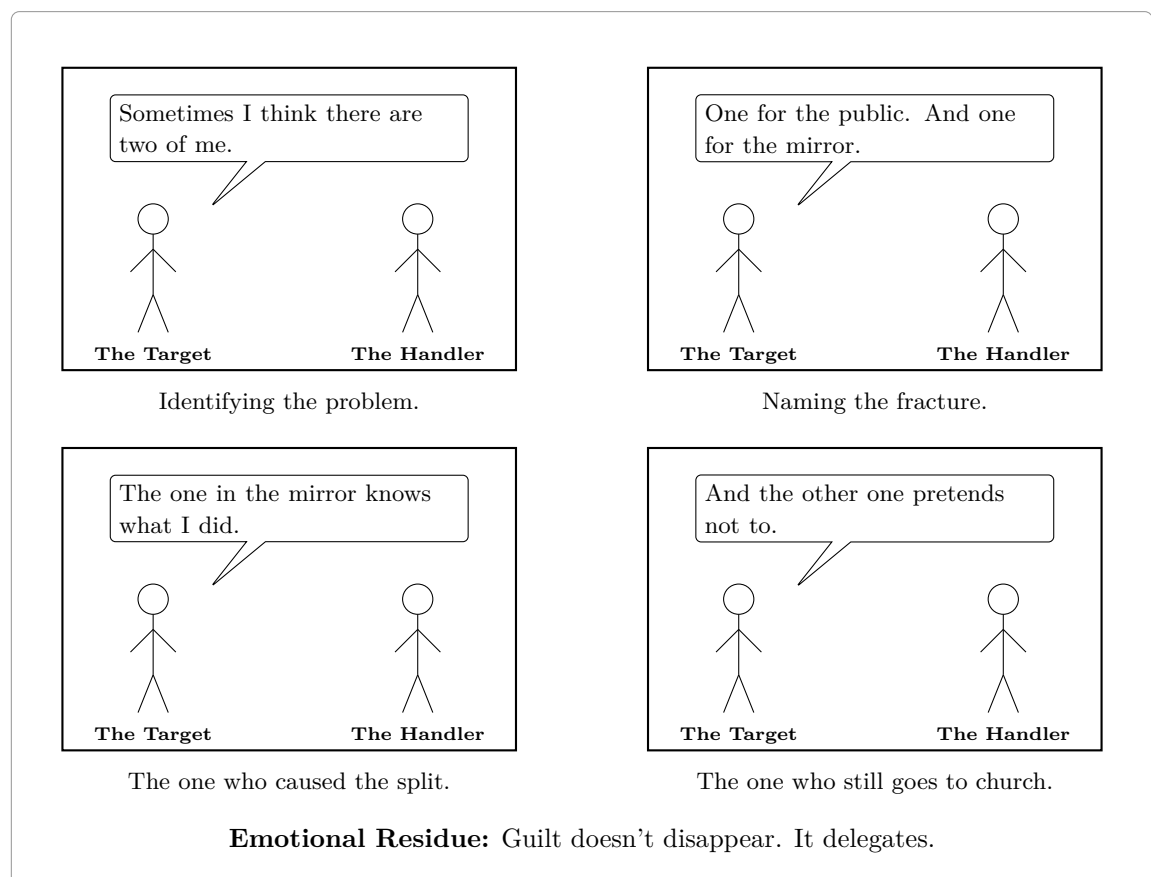 Sometimes I think there are
two of me.
The Target
The Handler
Identifying the problem.
One for the public. And one
for the mirror.
The Target
The Handler
Naming the fracture.
The one in the mirror knows
what I did.
The Target
The Handler
The one who caused the split.
And the other one pretends
not to.
The Target
The Handler
The one who still goes to church.
Emotional Residue: Guilt doesn't disappear. It delegates.